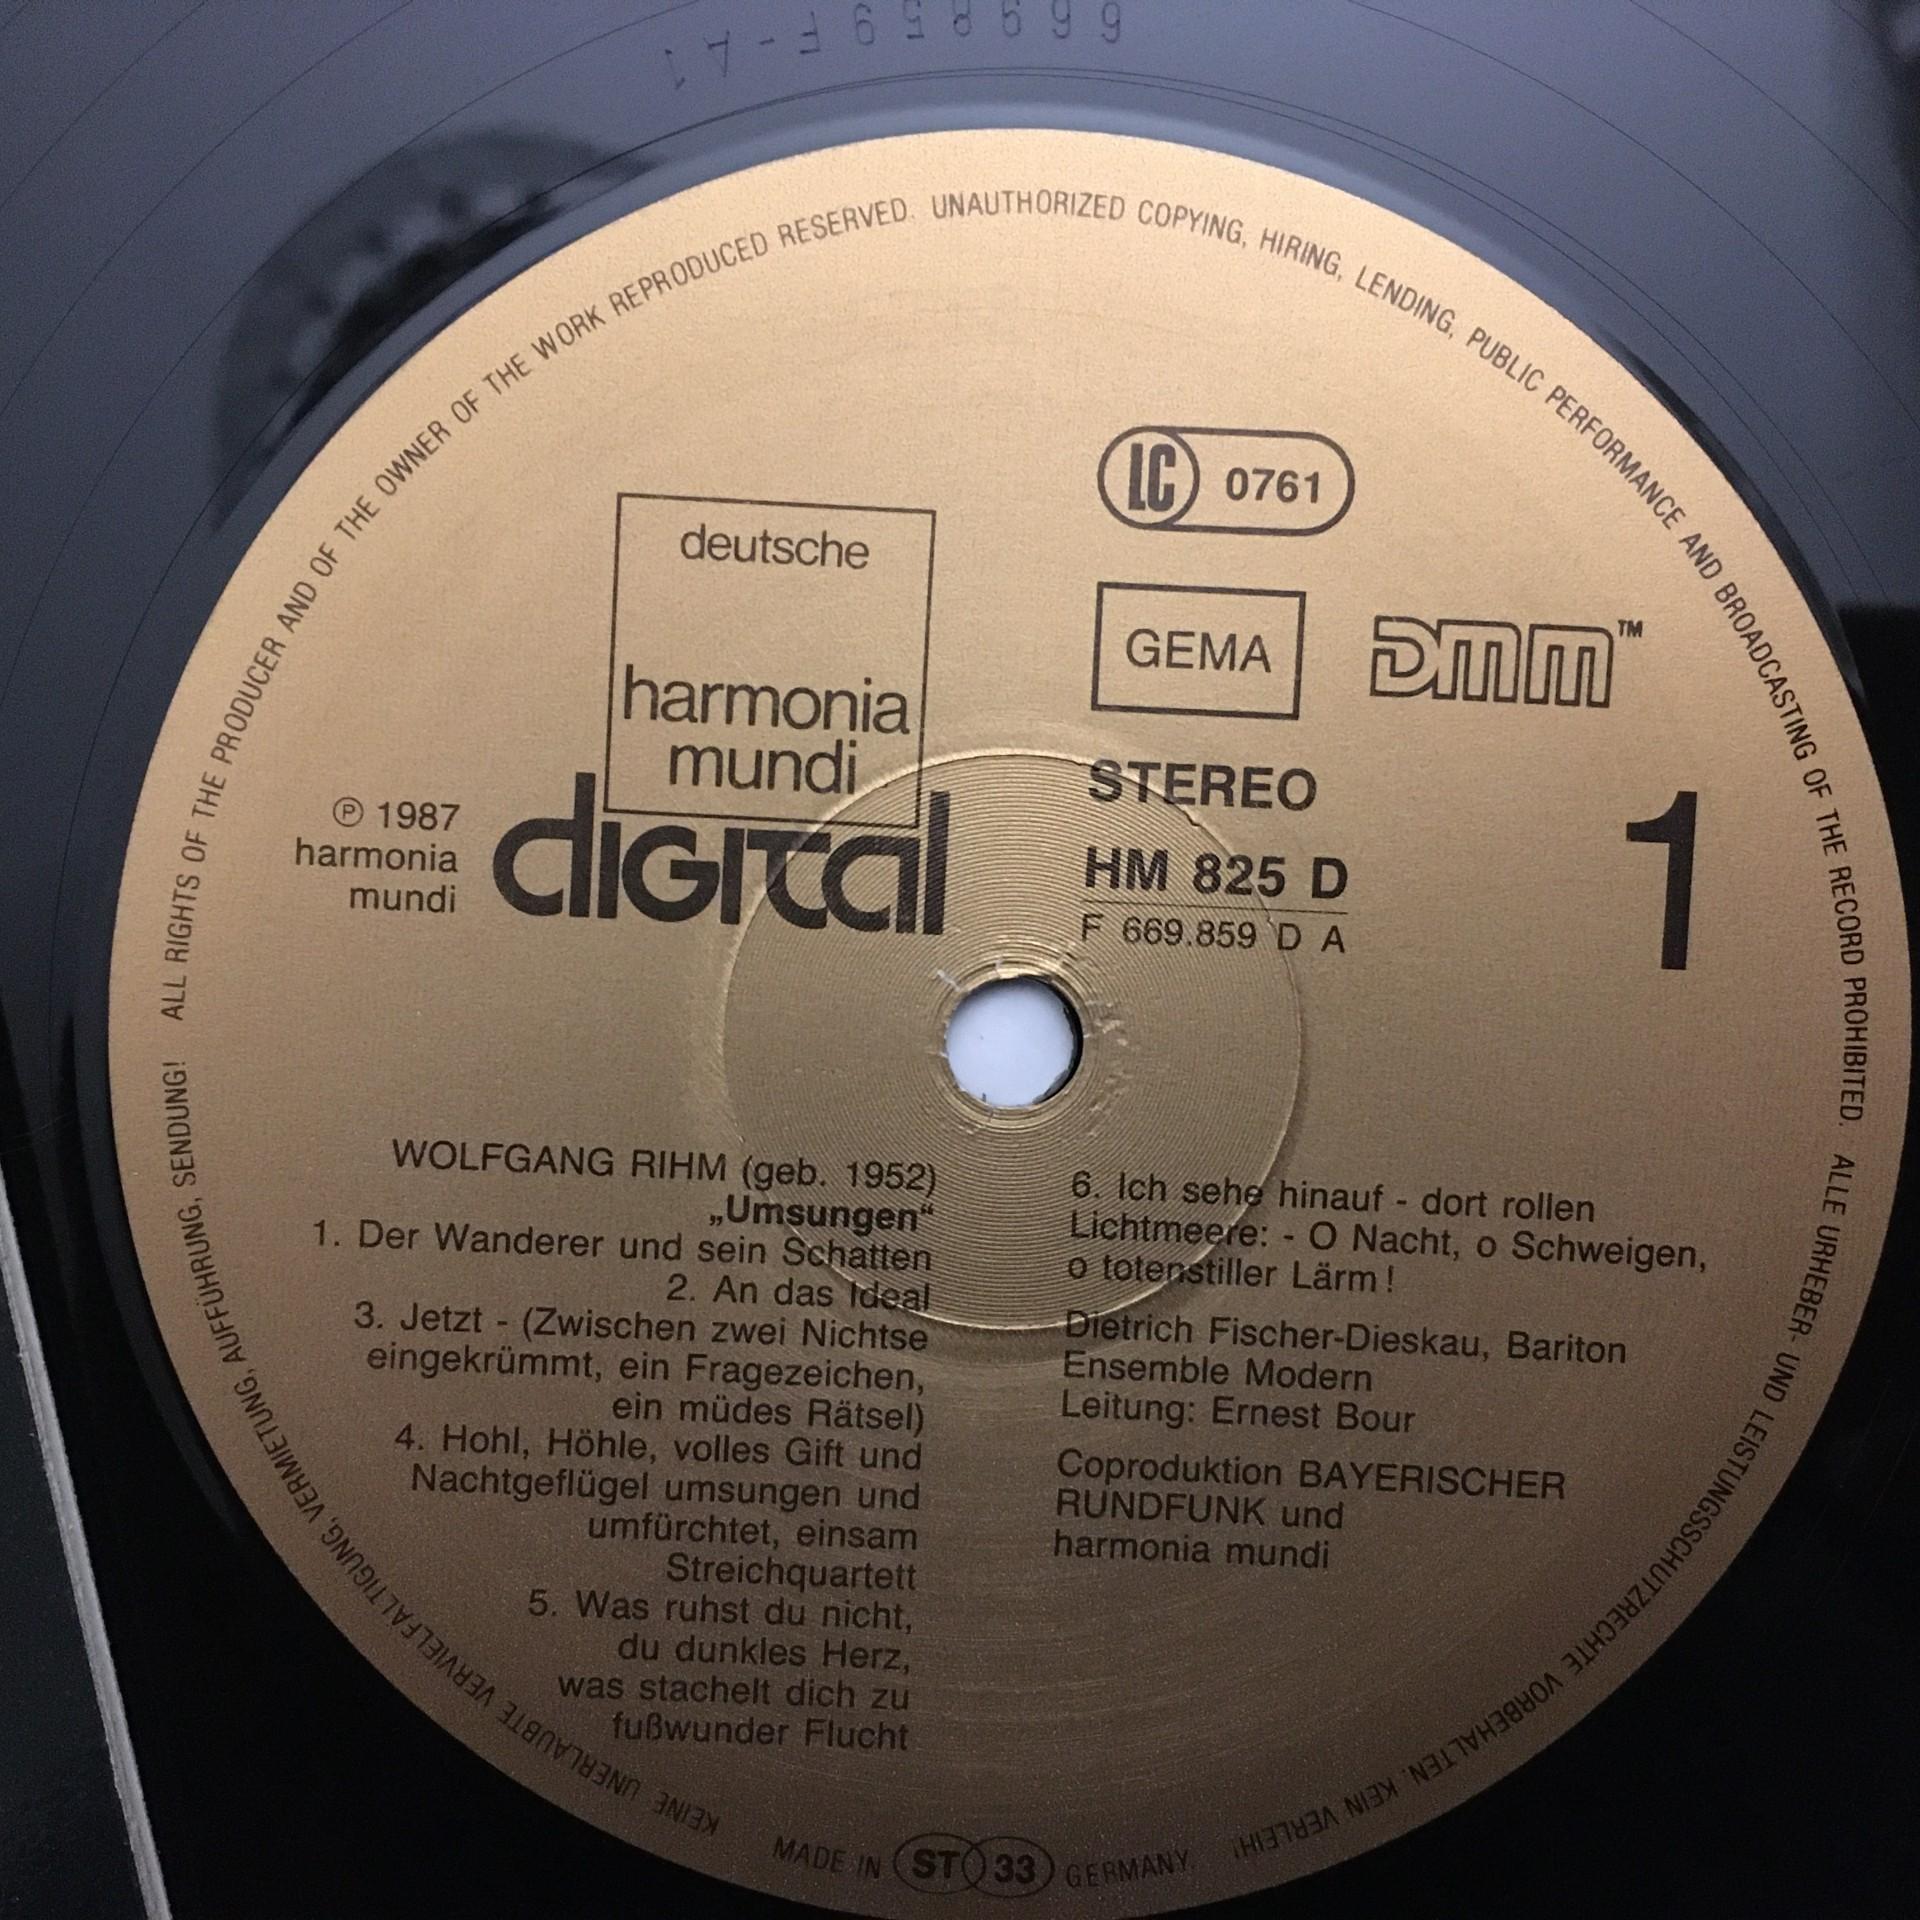 669859F-A1
ALL RIGHTS OF THE PRODUCER AND OF THE OWNER OF THE WORK REPRODUCED RESERVED. UNAUTHORIZED COPYING, HIRING, LENDING, PUBLIC PERFORMANCE AND BROADCASTING OF THE RECORD PROHIBITED. ALLE URHEBER- UND LEISTUNGSSCHUTZRECHTE VORBEHALTEN. KEIN VERLEIH! KEINE UNERLAUBTE VERVIELFÄLTIGUNG, VERMIETUNG, AUFFÜHRUNG, SENDUNG!
LC 0761
deutsche
harmonia
mundi
GEMA
DMM™
℗ 1987
harmonia
mundi
digital
STEREO
HM 825 D
F 669.859 D A
1
WOLFGANG RIHM (geb. 1952)
„Umsungen“
1. Der Wanderer und sein Schatten
2. An das Ideal
3. Jetzt - (Zwischen zwei Nichtse
eingekrümmt, ein Fragezeichen,
ein müdes Rätsel)
4. Hohl, Höhle, volles Gift und
Nachtgeflügel umsungen und
umfürchtet, einsam
Streichquartett
5. Was ruhst du nicht,
du dunkles Herz,
was stachelt dich zu
fußwunder Flucht
6. Ich sehe hinauf - dort rollen
Lichtmeere: - O Nacht, o Schweigen,
o totenstiller Lärm!
Dietrich Fischer-Dieskau, Bariton
Ensemble Modern
Leitung: Ernest Bour
Coproduktion BAYERISCHER
RUNDFUNK und
harmonia mundi
MADE IN ST 33 GERMANY